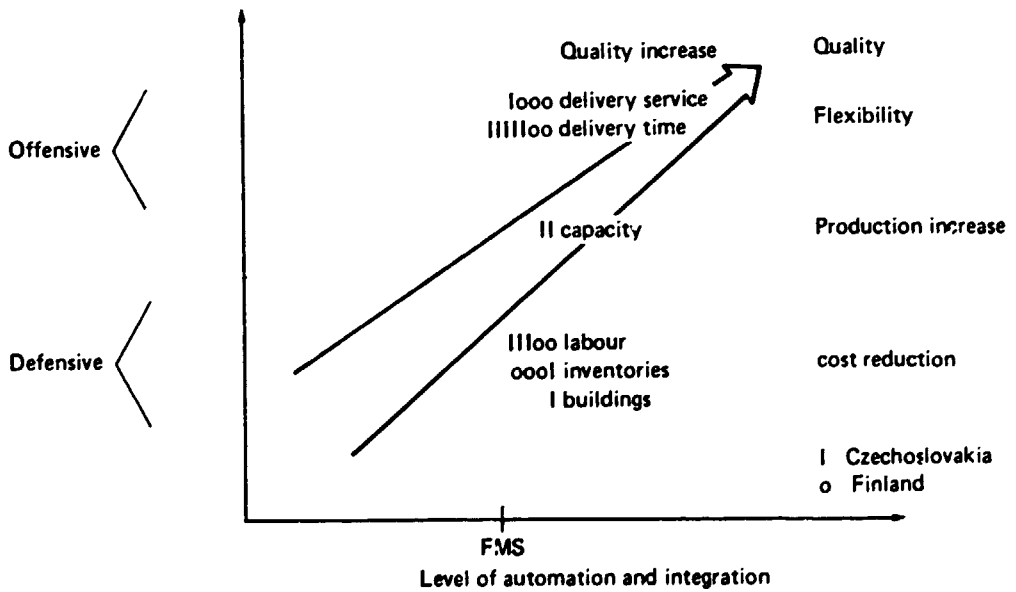 Quality increase
Quality
Iooo delivery service
IIIIIIoo delivery time
Flexibility
Offensive
II capacity
Production increase
IIIoo labour
oooI inventories
I buildings
Defensive
cost reduction
I Czechoslovakia
o Finland
FMS
Level of automation and integration